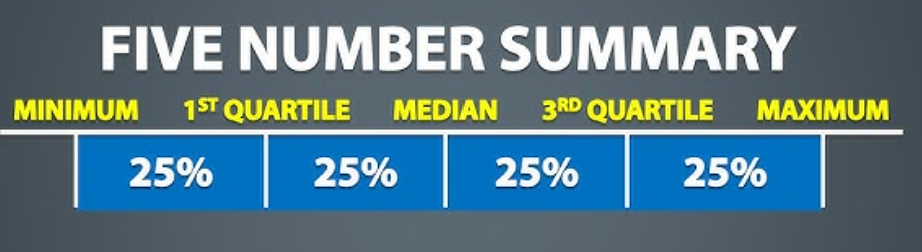 FIVE NUMBER SUMMARY
MINIMUM 1ST QUARTILE MEDIAN 3RD QUARTILE MAXIMUM
25% 25% 25% 25%